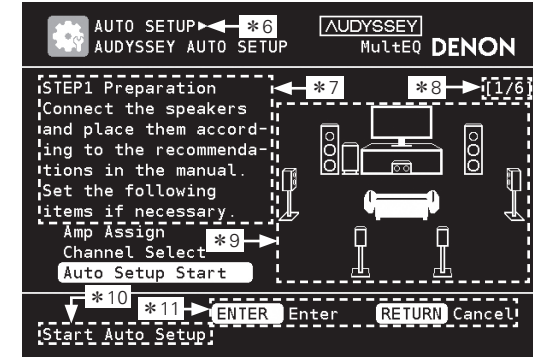 AUTO SETUP▸ *6
AUDYSSEY AUTO SETUP
AUDYSSEY
MultEQ DENON
STEP1 Preparation *7
*8 [1/6]
Connect the speakers
and place them accord-
ing to the recommenda-
tions in the manual.
Set the following
items if necessary.
Amp Assign
Channel Select *9
Auto Setup Start
*10
*11 ENTER Enter RETURN Cancel
Start Auto Setup